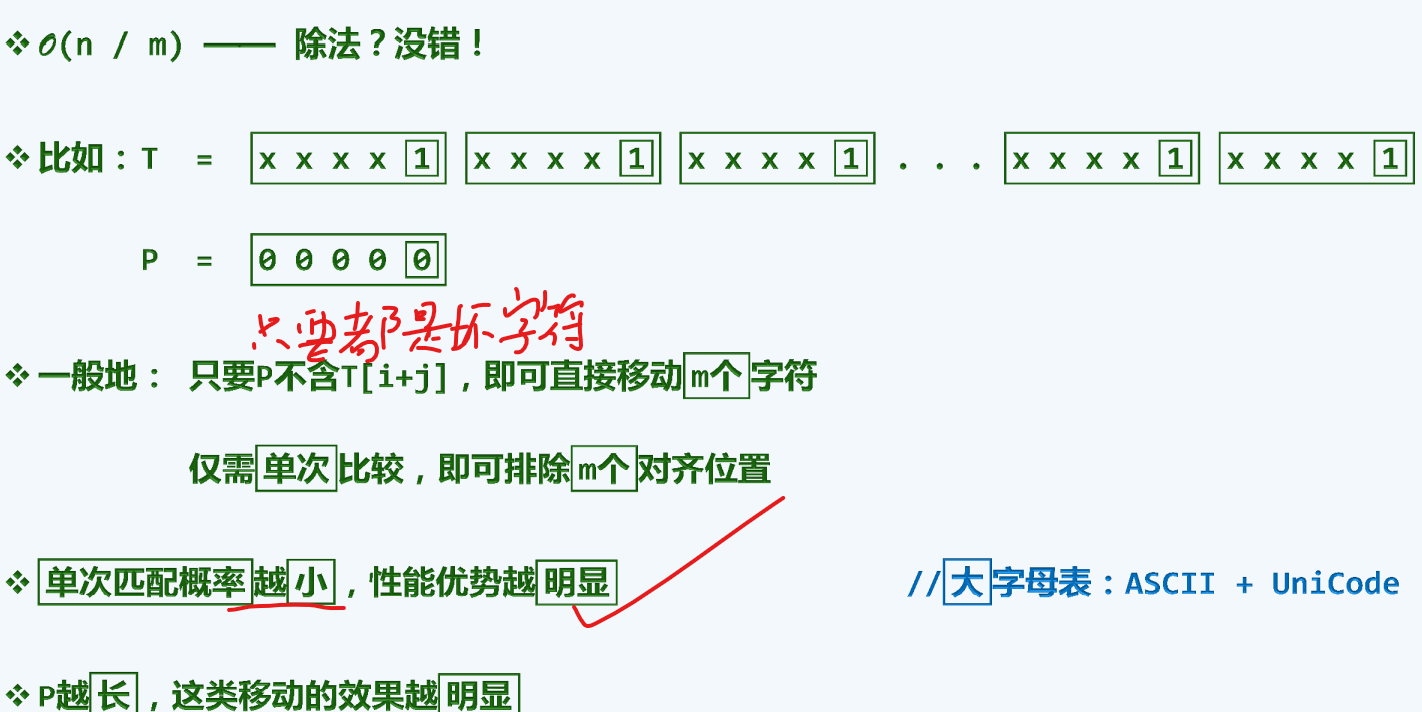 ❖ O(n / m) —— 除法？没错！
❖ 比如：T = x x x x 1 x x x x 1 x x x x 1 . . . x x x x 1 x x x x 1
P = 0 0 0 0 0
只要都是坏字符
❖ 一般地： 只要P不含T[i+j]，即可直接移动m个字符
仅需单次比较，即可排除m个对齐位置
❖ 单次匹配概率越小，性能优势越明显 //大字母表：ASCII + UniCode
❖ P越长，这类移动的效果越明显